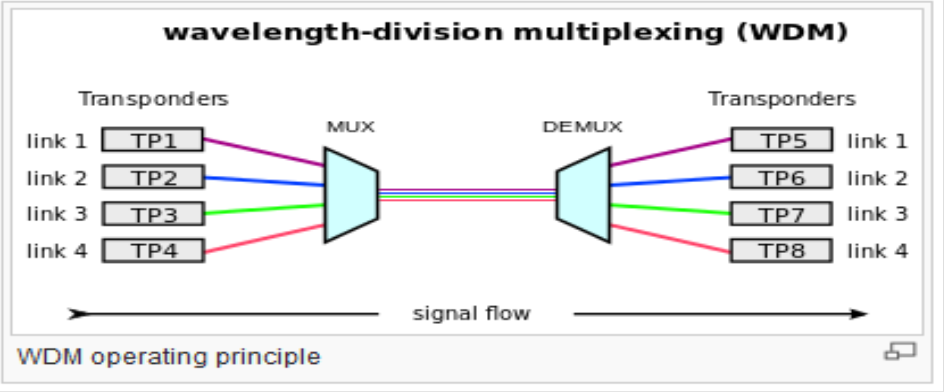 wavelength-division multiplexing (WDM)
Transponders Transponders
MUX DEMUX
link 1 TP1 TP5 link 1
link 2 TP2 TP6 link 2
link 3 TP3 TP7 link 3
link 4 TP4 TP8 link 4
signal flow
WDM operating principle